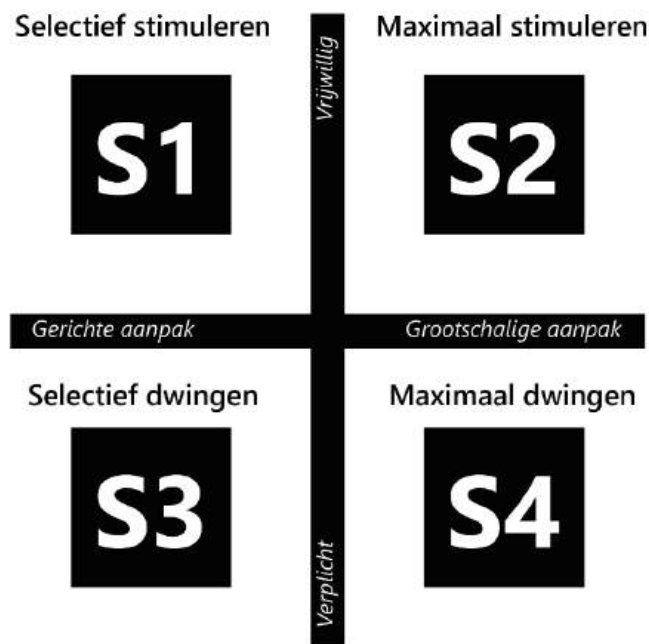 Selectief stimuleren
Maximaal stimuleren
Vrijwillig
S1
S2
Gerichte aanpak
Grootschalige aanpak
Selectief dwingen
Maximaal dwingen
S3
S4
Verplicht